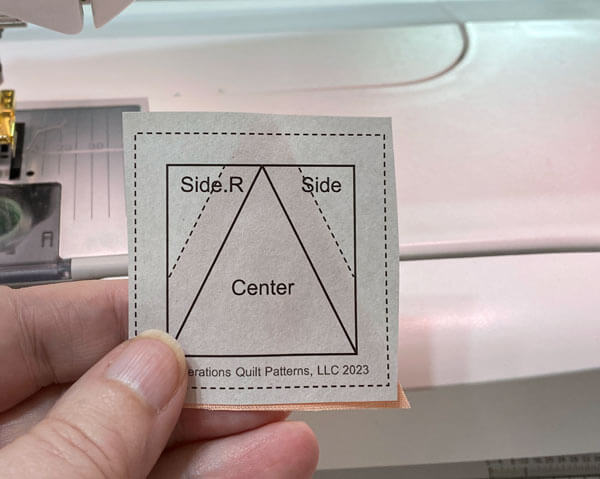 Side.R Side
Center
erations Quilt Patterns, LLC 2023